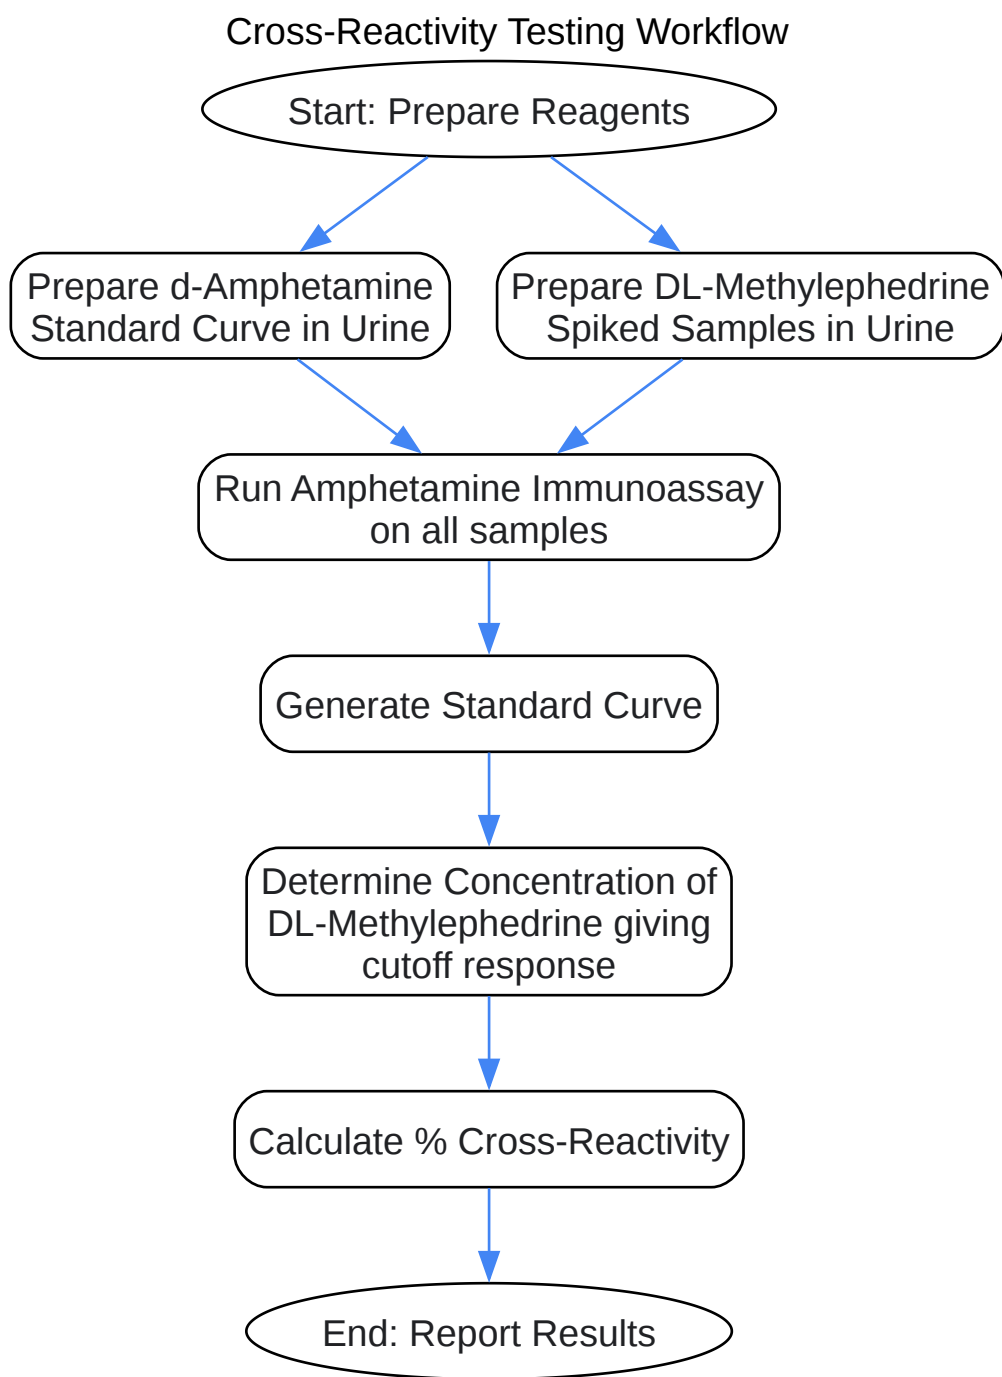 Cross-Reactivity Testing Workflow
Start: Prepare Reagents
Prepare d-Amphetamine
Standard Curve in Urine
Prepare DL-Methylephedrine
Spiked Samples in Urine
Run Amphetamine Immunoassay
on all samples
Generate Standard Curve
Determine Concentration of
DL-Methylephedrine giving
cutoff response
Calculate % Cross-Reactivity
End: Report Results